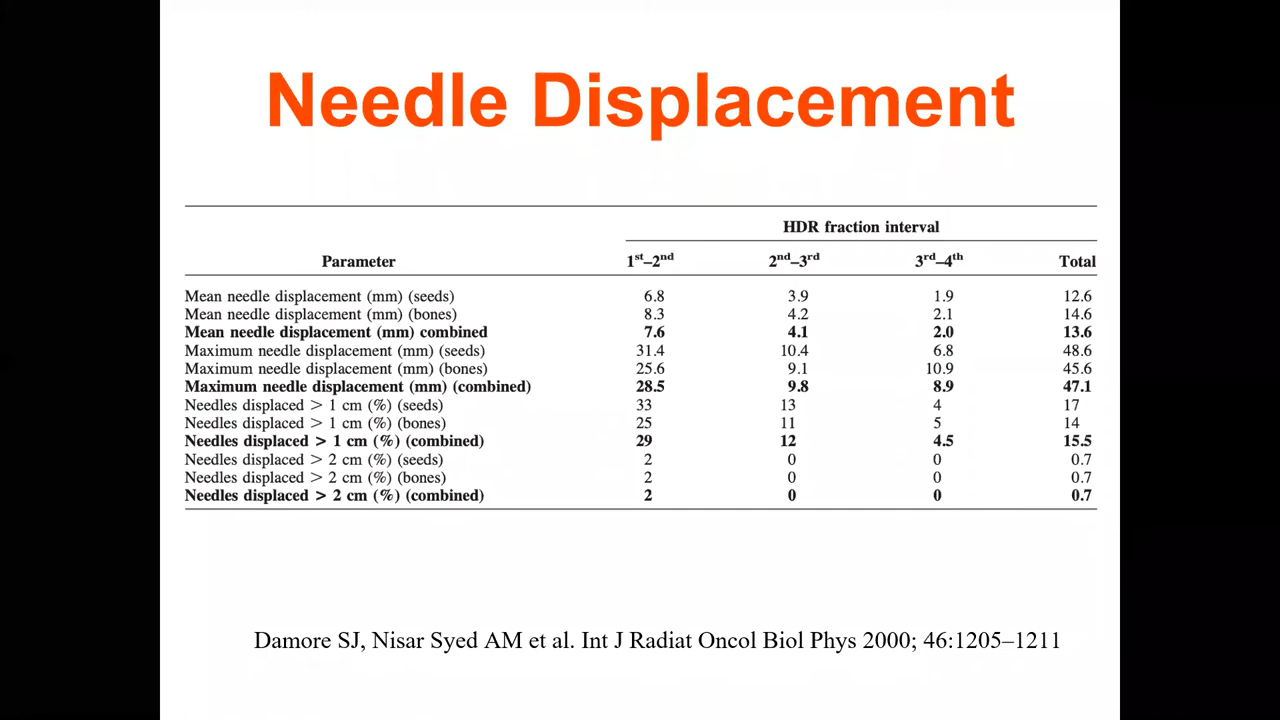 Needle Displacement
HDR fraction interval
Parameter 1st–2nd 2nd–3rd 3rd–4th Total
Mean needle displacement (mm) (seeds) 6.8 3.9 1.9 12.6
Mean needle displacement (mm) (bones) 8.3 4.2 2.1 14.6
Mean needle displacement (mm) combined 7.6 4.1 2.0 13.6
Maximum needle displacement (mm) (seeds) 31.4 10.4 6.8 48.6
Maximum needle displacement (mm) (bones) 25.6 9.1 10.9 45.6
Maximum needle displacement (mm) (combined) 28.5 9.8 8.9 47.1
Needles displaced > 1 cm (%) (seeds) 33 13 4 17
Needles displaced > 1 cm (%) (bones) 25 11 5 14
Needles displaced > 1 cm (%) (combined) 29 12 4.5 15.5
Needles displaced > 2 cm (%) (seeds) 2 0 0 0.7
Needles displaced > 2 cm (%) (bones) 2 0 0 0.7
Needles displaced > 2 cm (%) (combined) 2 0 0 0.7
Damore SJ, Nisar Syed AM et al. Int J Radiat Oncol Biol Phys 2000; 46:1205–1211